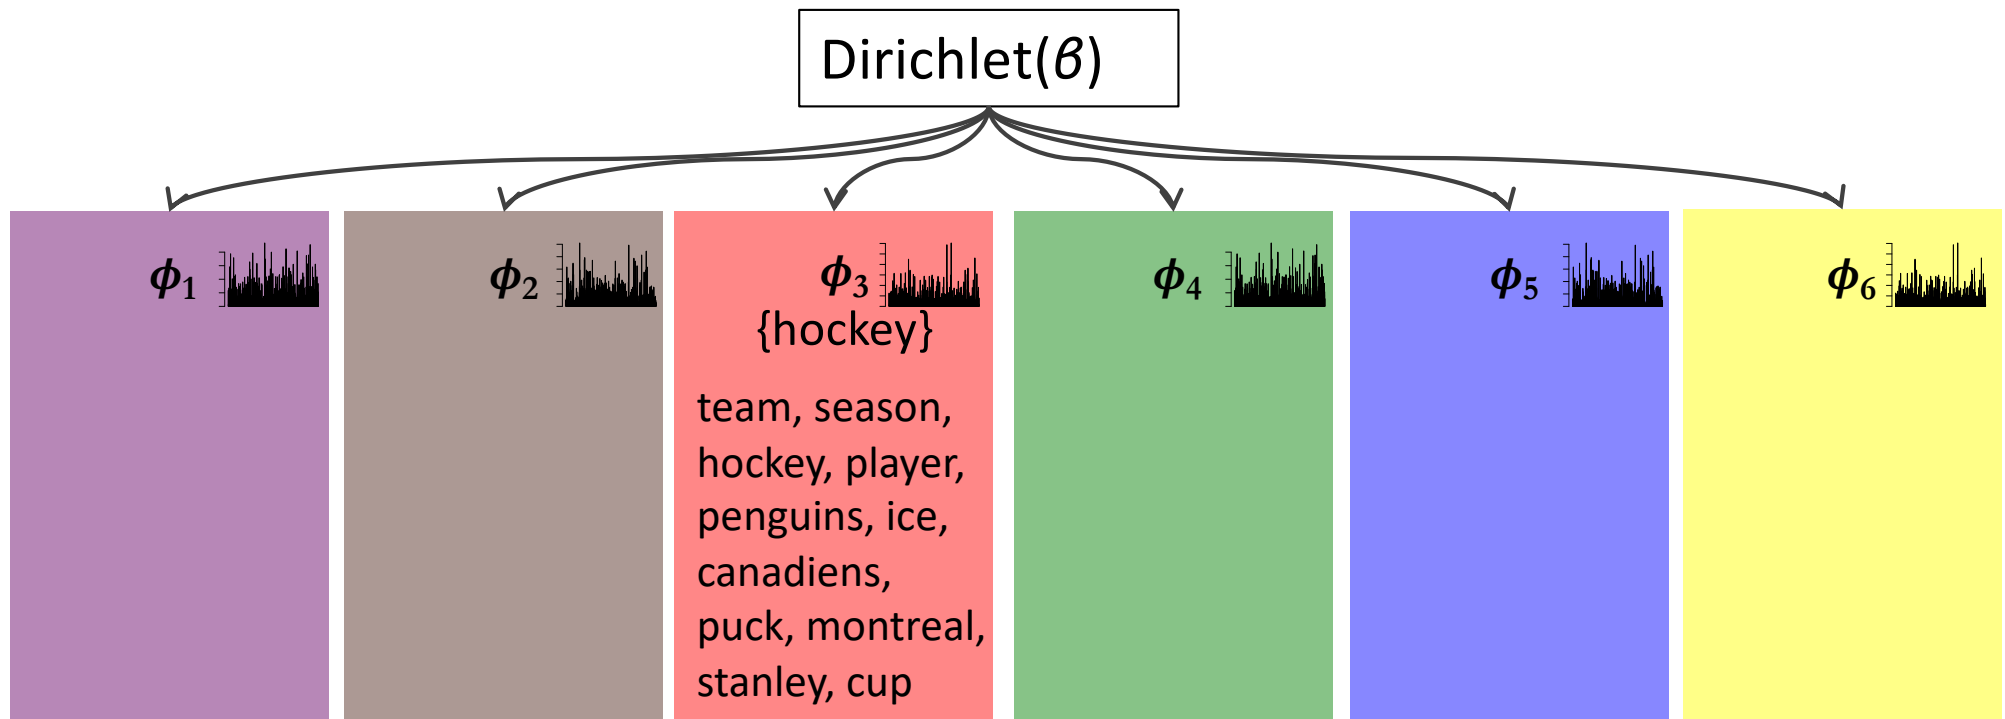 Dirichlet(β)
ϕ1 ϕ2 ϕ3 ϕ4 ϕ5 ϕ6
{hockey}
team, season,
hockey, player,
penguins, ice,
canadiens,
puck, montreal,
stanley, cup